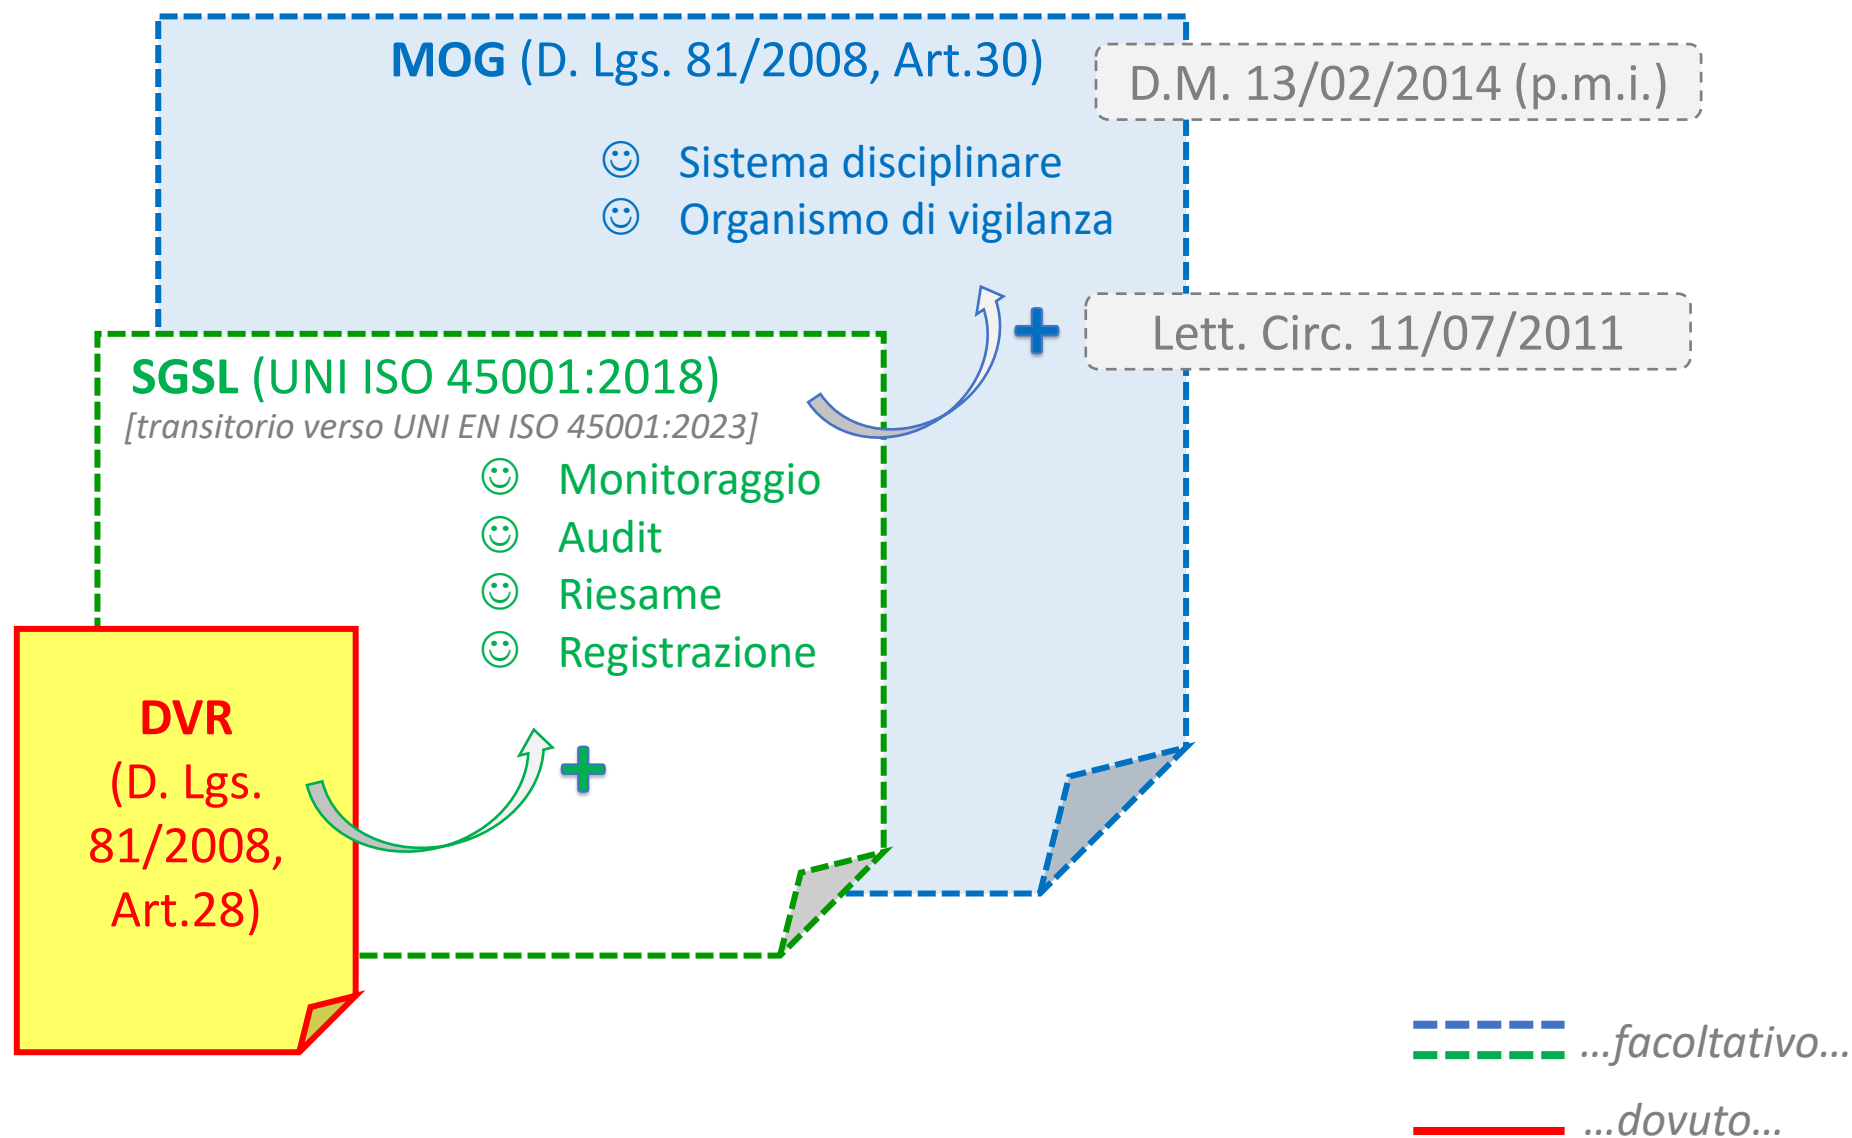 MOG (D. Lgs. 81/2008, Art.30)
D.M. 13/02/2014 (p.m.i.)
Sistema disciplinare
Organismo di vigilanza
Lett. Circ. 11/07/2011
SGSL (UNI ISO 45001:2018)
[transitorio verso UNI EN ISO 45001:2023]
Monitoraggio
Audit
Riesame
Registrazione
DVR
(D. Lgs.
81/2008,
Art.28)
...facoltativo...
...dovuto...